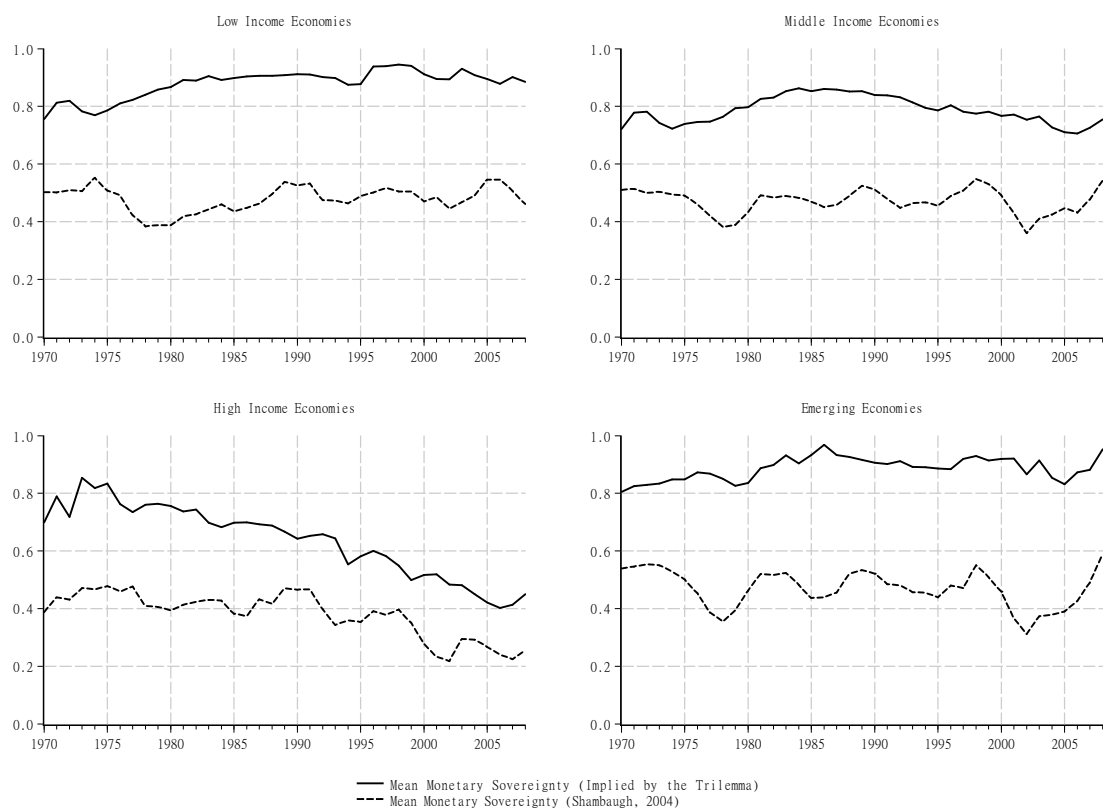 Low Income Economies
1.0
0.8
0.6
0.4
0.2
0.0
1970 1975 1980 1985 1990 1995 2000 2005
Middle Income Economies
1.0
0.8
0.6
0.4
0.2
0.0
1970 1975 1980 1985 1990 1995 2000 2005
High Income Economies
1.0
0.8
0.6
0.4
0.2
0.0
1970 1975 1980 1985 1990 1995 2000 2005
Emerging Economies
1.0
0.8
0.6
0.4
0.2
0.0
1970 1975 1980 1985 1990 1995 2000 2005
Mean Monetary Sovereignty (Implied by the Trilemma)
Mean Monetary Sovereignty (Shambaugh, 2004)